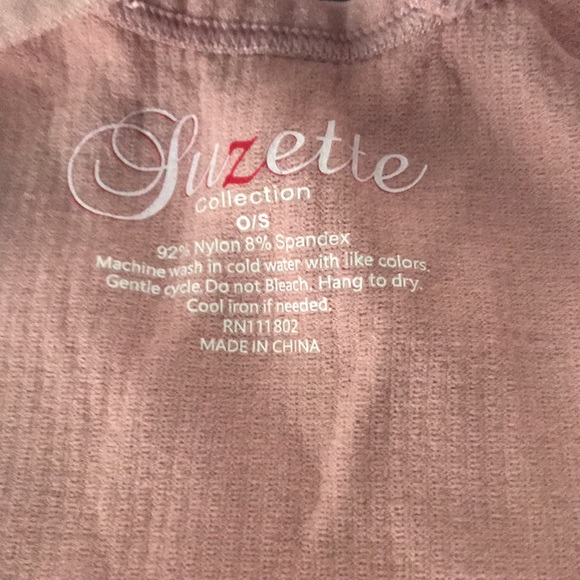 Suzette
Collection
O/S
92% Nylon 8% Spandex
Machine wash in cold water with like colors.
Gentle cycle. Do not Bleach. Hang to dry.
Cool iron if needed.
RN111802
MADE IN CHINA